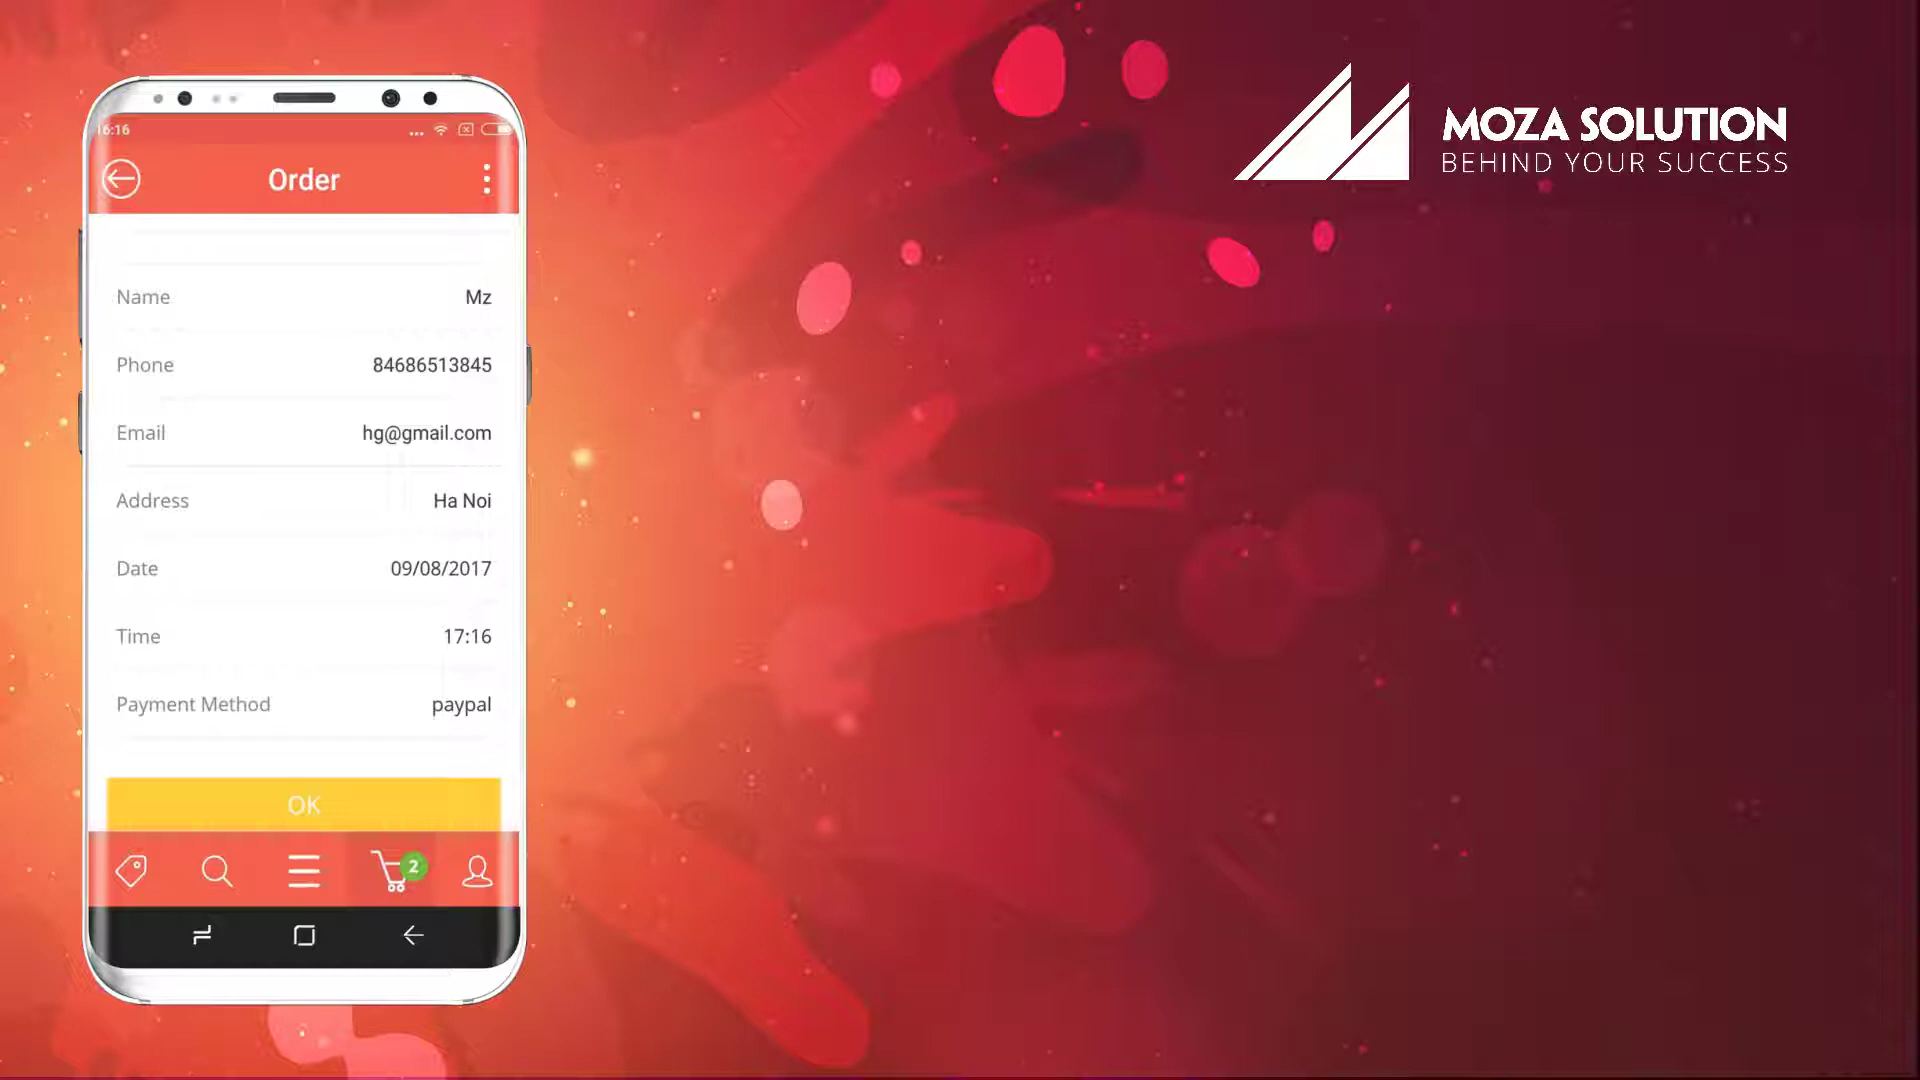 16:16
Order
Name Mz
Phone 84686513845
Email hg@gmail.com
Address Ha Noi
Date 09/08/2017
Time 17:16
Payment Method paypal
OK
2
MOZA SOLUTION
BEHIND YOUR SUCCESS